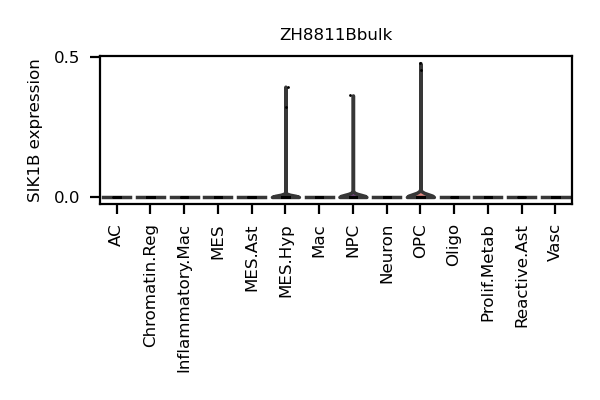 ZH8811Bbulk
SIK1B expression
0.5
0.0
AC
Chromatin.Reg
Inflammatory.Mac
MES
MES.Ast
MES.Hyp
Mac
NPC
Neuron
OPC
Oligo
Prolif.Metab
Reactive.Ast
Vasc